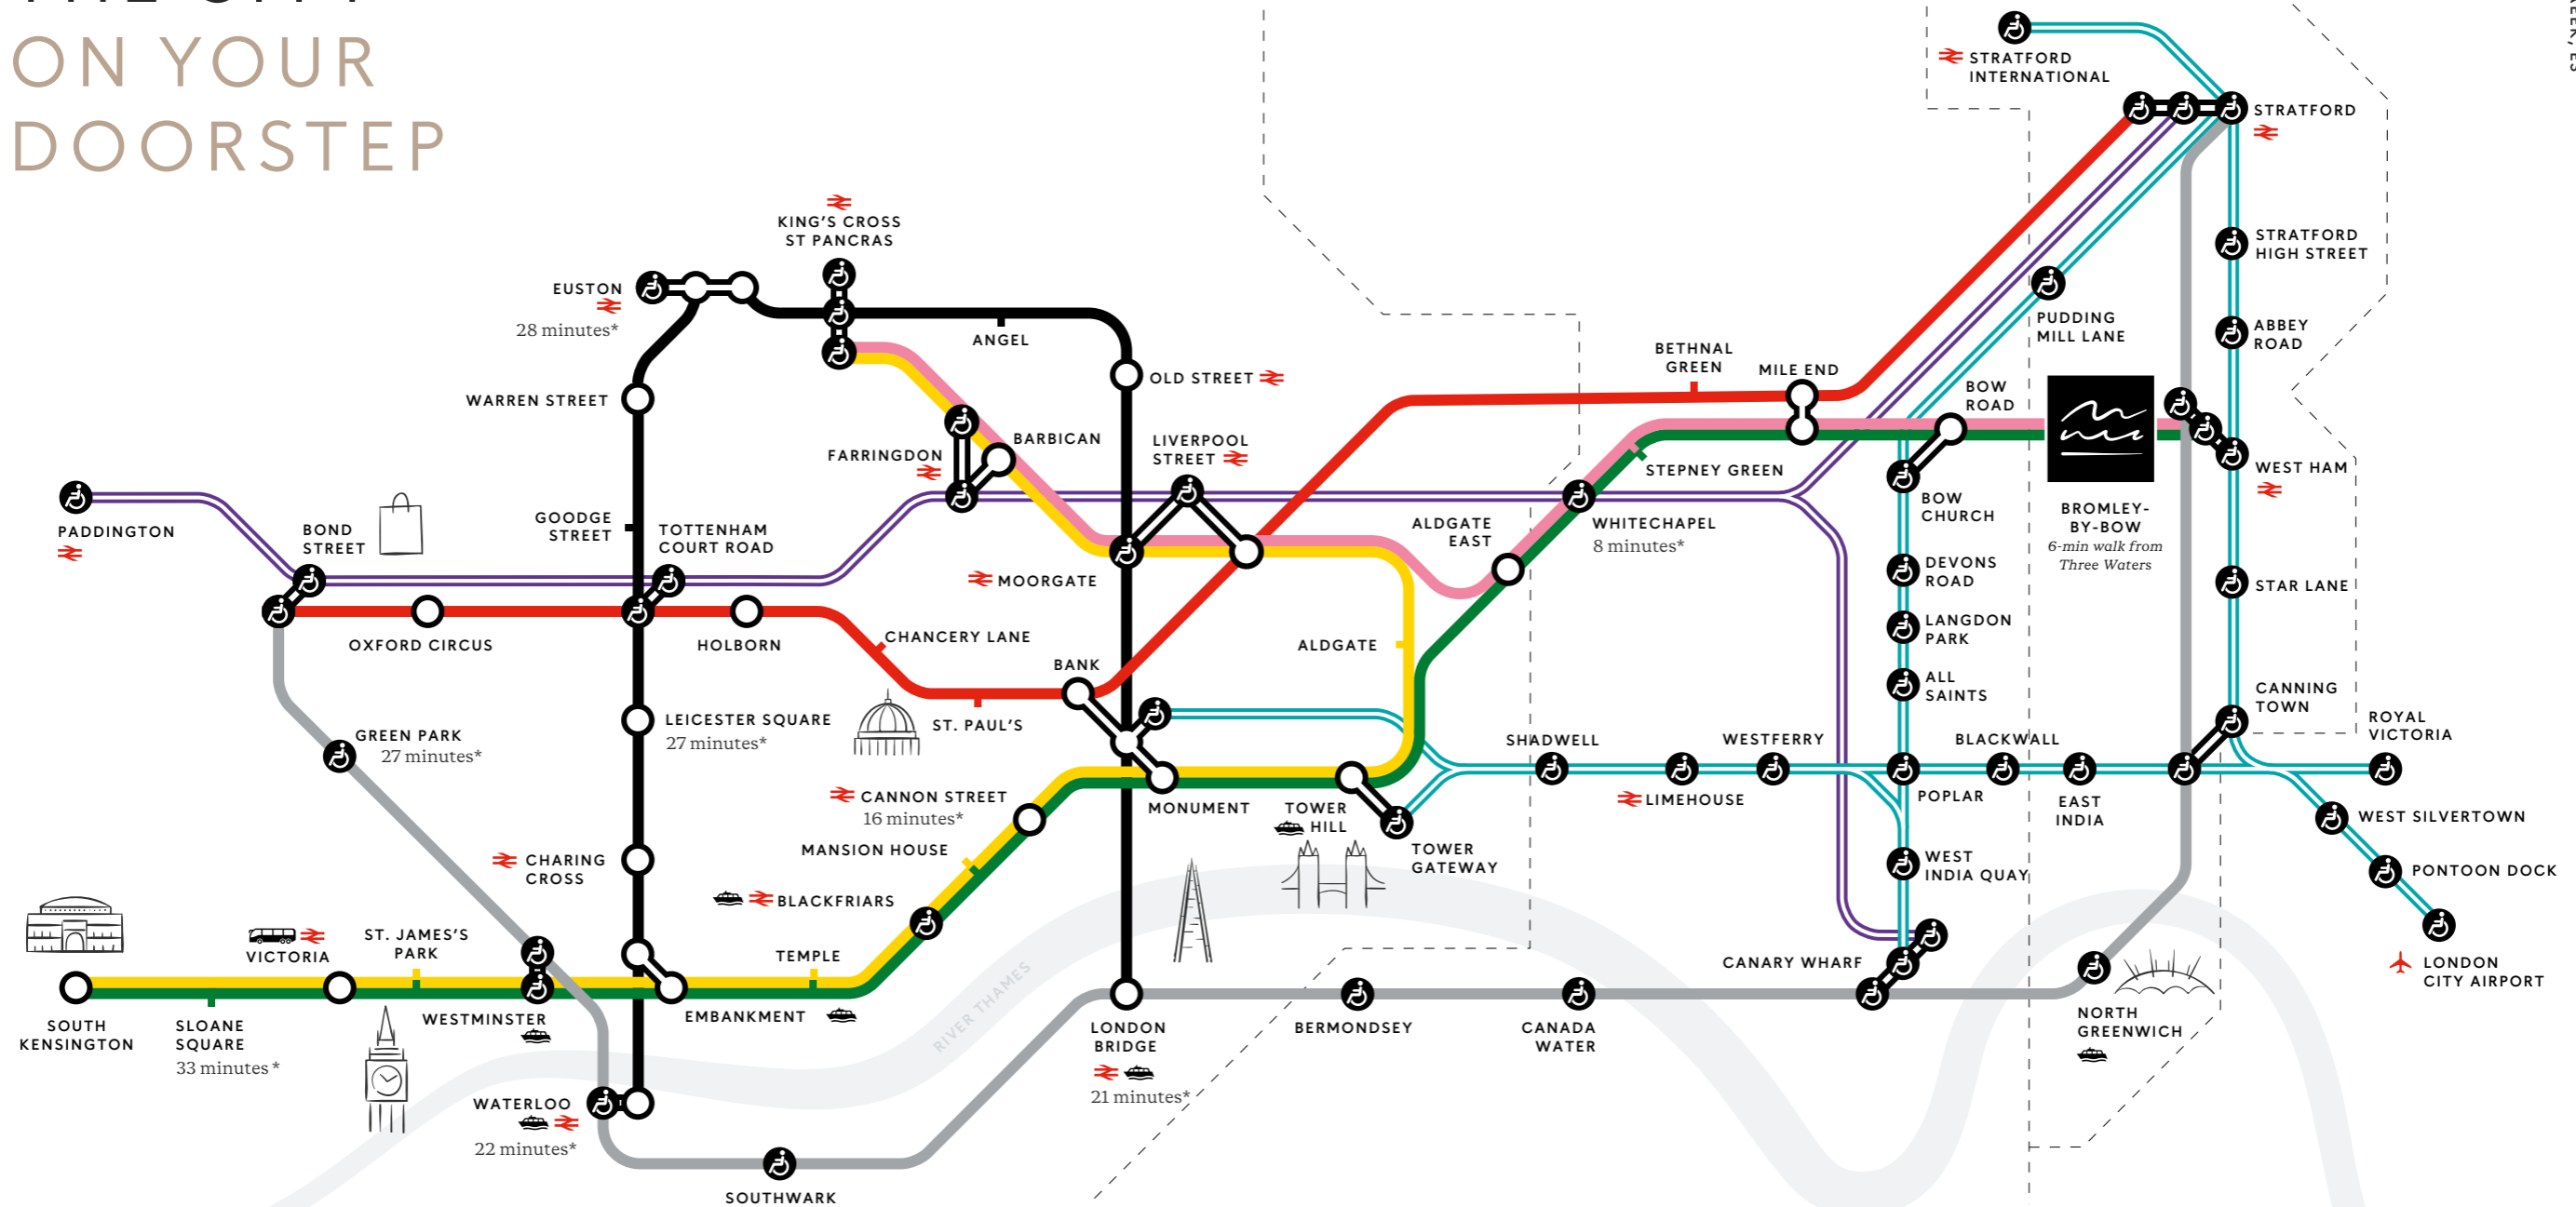 THE CITY
ON YOUR
DOORSTEP
STRATFORD
INTERNATIONAL
STRATFORD
STRATFORD
HIGH STREET
PUDDING
MILL LANE
ABBEY
ROAD
KING'S CROSS
ST PANCRAS
EUSTON
28 minutes*
ANGEL
OLD STREET
BETHNAL
GREEN
MILE END
BOW
ROAD
WARREN STREET
FARRINGDON
BARBICAN
LIVERPOOL
STREET
STEPNEY GREEN
WEST HAM
BOW
CHURCH
BROMLEY-
BY-BOW
6-min walk from
Three Waters
PADDINGTON
BOND
STREET
GOODGE
STREET
TOTTENHAM
COURT ROAD
MOORGATE
ALDGATE
EAST
WHITECHAPEL
8 minutes*
DEVONS
ROAD
STAR LANE
OXFORD CIRCUS
HOLBORN
CHANCERY LANE
ALDGATE
LANGDON
PARK
BANK
ALL
SAINTS
CANNING
TOWN
GREEN PARK
27 minutes*
LEICESTER SQUARE
27 minutes*
ST. PAUL'S
SHADWELL
WESTFERRY
BLACKWALL
ROYAL
VICTORIA
CANNON STREET
16 minutes*
MONUMENT
TOWER
HILL
LIMEHOUSE
POPLAR
EAST
INDIA
WEST SILVERTOWN
MANSION HOUSE
CHARING
CROSS
TOWER
GATEWAY
WEST
INDIA QUAY
PONTOON DOCK
BLACKFRIARS
VICTORIA
ST. JAMES'S
PARK
TEMPLE
CANARY WHARF
LONDON
CITY AIRPORT
SOUTH
KENSINGTON
SLOANE
SQUARE
33 minutes *
WESTMINSTER
EMBANKMENT
RIVER THAMES
LONDON
BRIDGE
21 minutes*
BERMONDSEY
CANADA
WATER
NORTH
GREENWICH
WATERLOO
22 minutes*
SOUTHWARK